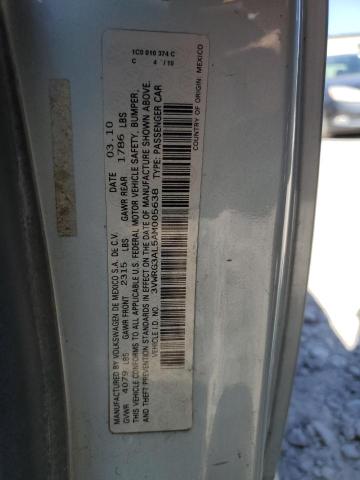 MANUFACTURED BY VOLKSWAGEN DE MEXICO S.A. DE C.V. DATE 03.10
GVWR 4079 LBS GAWR FRONT 2315 LBS GAWR REAR 1786 LBS
THIS VEHICLE CONFORMS TO ALL APPLICABLE U.S. FEDERAL MOTOR VEHICLE SAFETY, BUMPER,
AND THEFT PREVENTION STANDARDS IN EFFECT ON THE DATE OF MANUFACTURE SHOWN ABOVE.
VEHICLE I.D. NO. 3VWRG3AL5AM005638 TYPE: PASSENGER CAR
COUNTRY OF ORIGIN: MEXICO
1C0 010 374 C
C 4 / 10